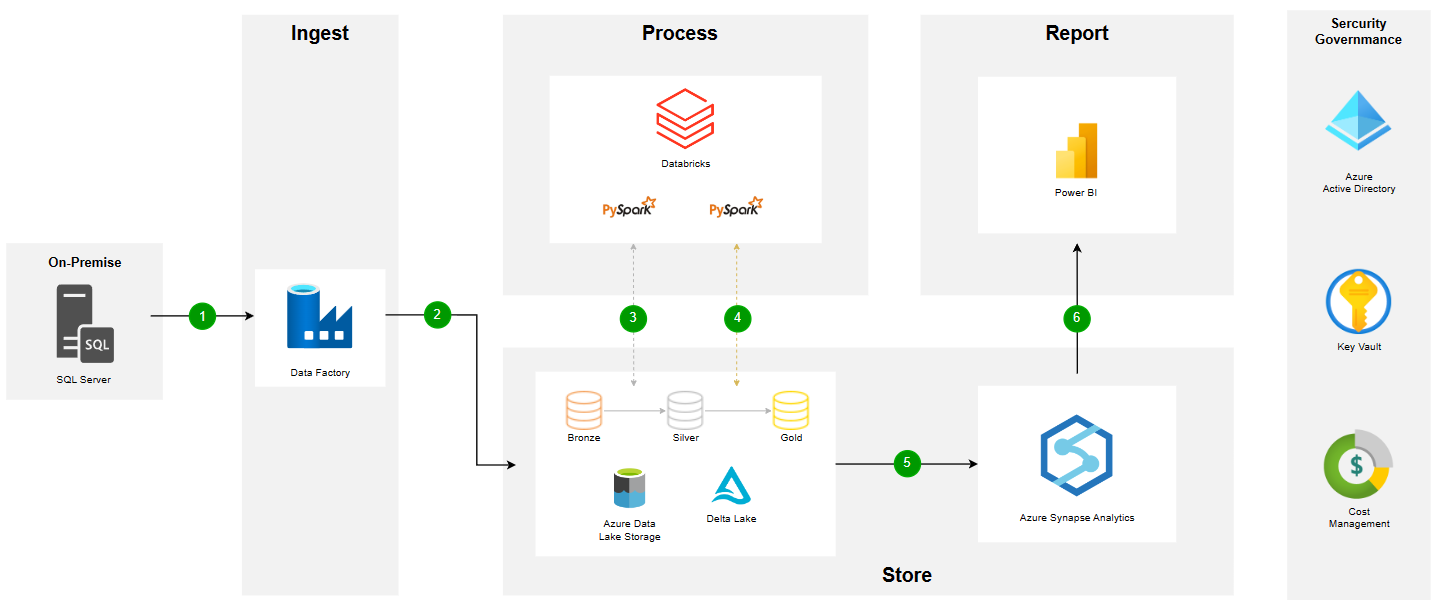 Ingest
Process
Report
Sercurity
Governmance
Databricks
PySpark
PySpark
Power BI
Azure
Active Directory
On-Premise
SQL
SQL Server
1
Data Factory
2
3
4
6
Key Vault
Bronze
Silver
Gold
Azure Data
Lake Storage
Delta Lake
5
Azure Synapse Analytics
$
Cost
Management
Store